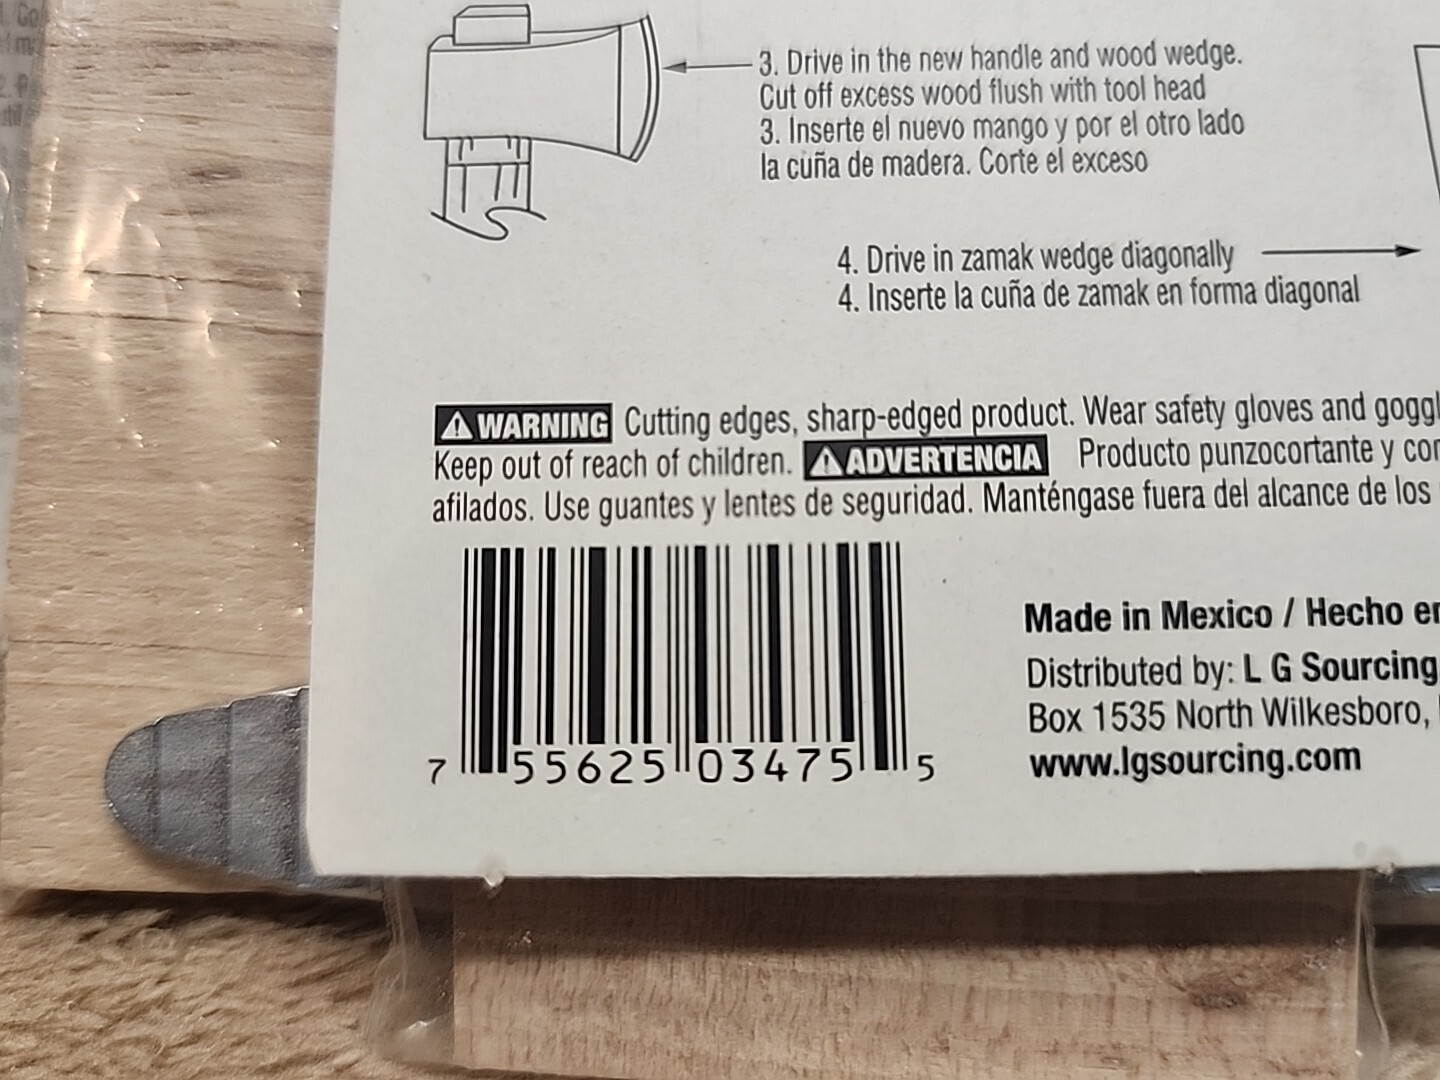 3. Drive in the new handle and wood wedge.
Cut off excess wood flush with tool head
3. Inserte el nuevo mango y por el otro lado
la cuña de madera. Corte el exceso
4. Drive in zamak wedge diagonally
4. Inserte la cuña de zamak en forma diagonal
WARNING Cutting edges, sharp-edged product. Wear safety gloves and
Keep out of reach of children. ADVERTENCIA Producto punzocortante y
afilados. Use guantes y lentes de seguridad. Manténgase fuera del alcance de los
7 55625 03475 5
Made in Mexico / Hecho
Distributed by: L G Sourcing
Box 1535 North Wilkesboro,
www.lgsourcing.com